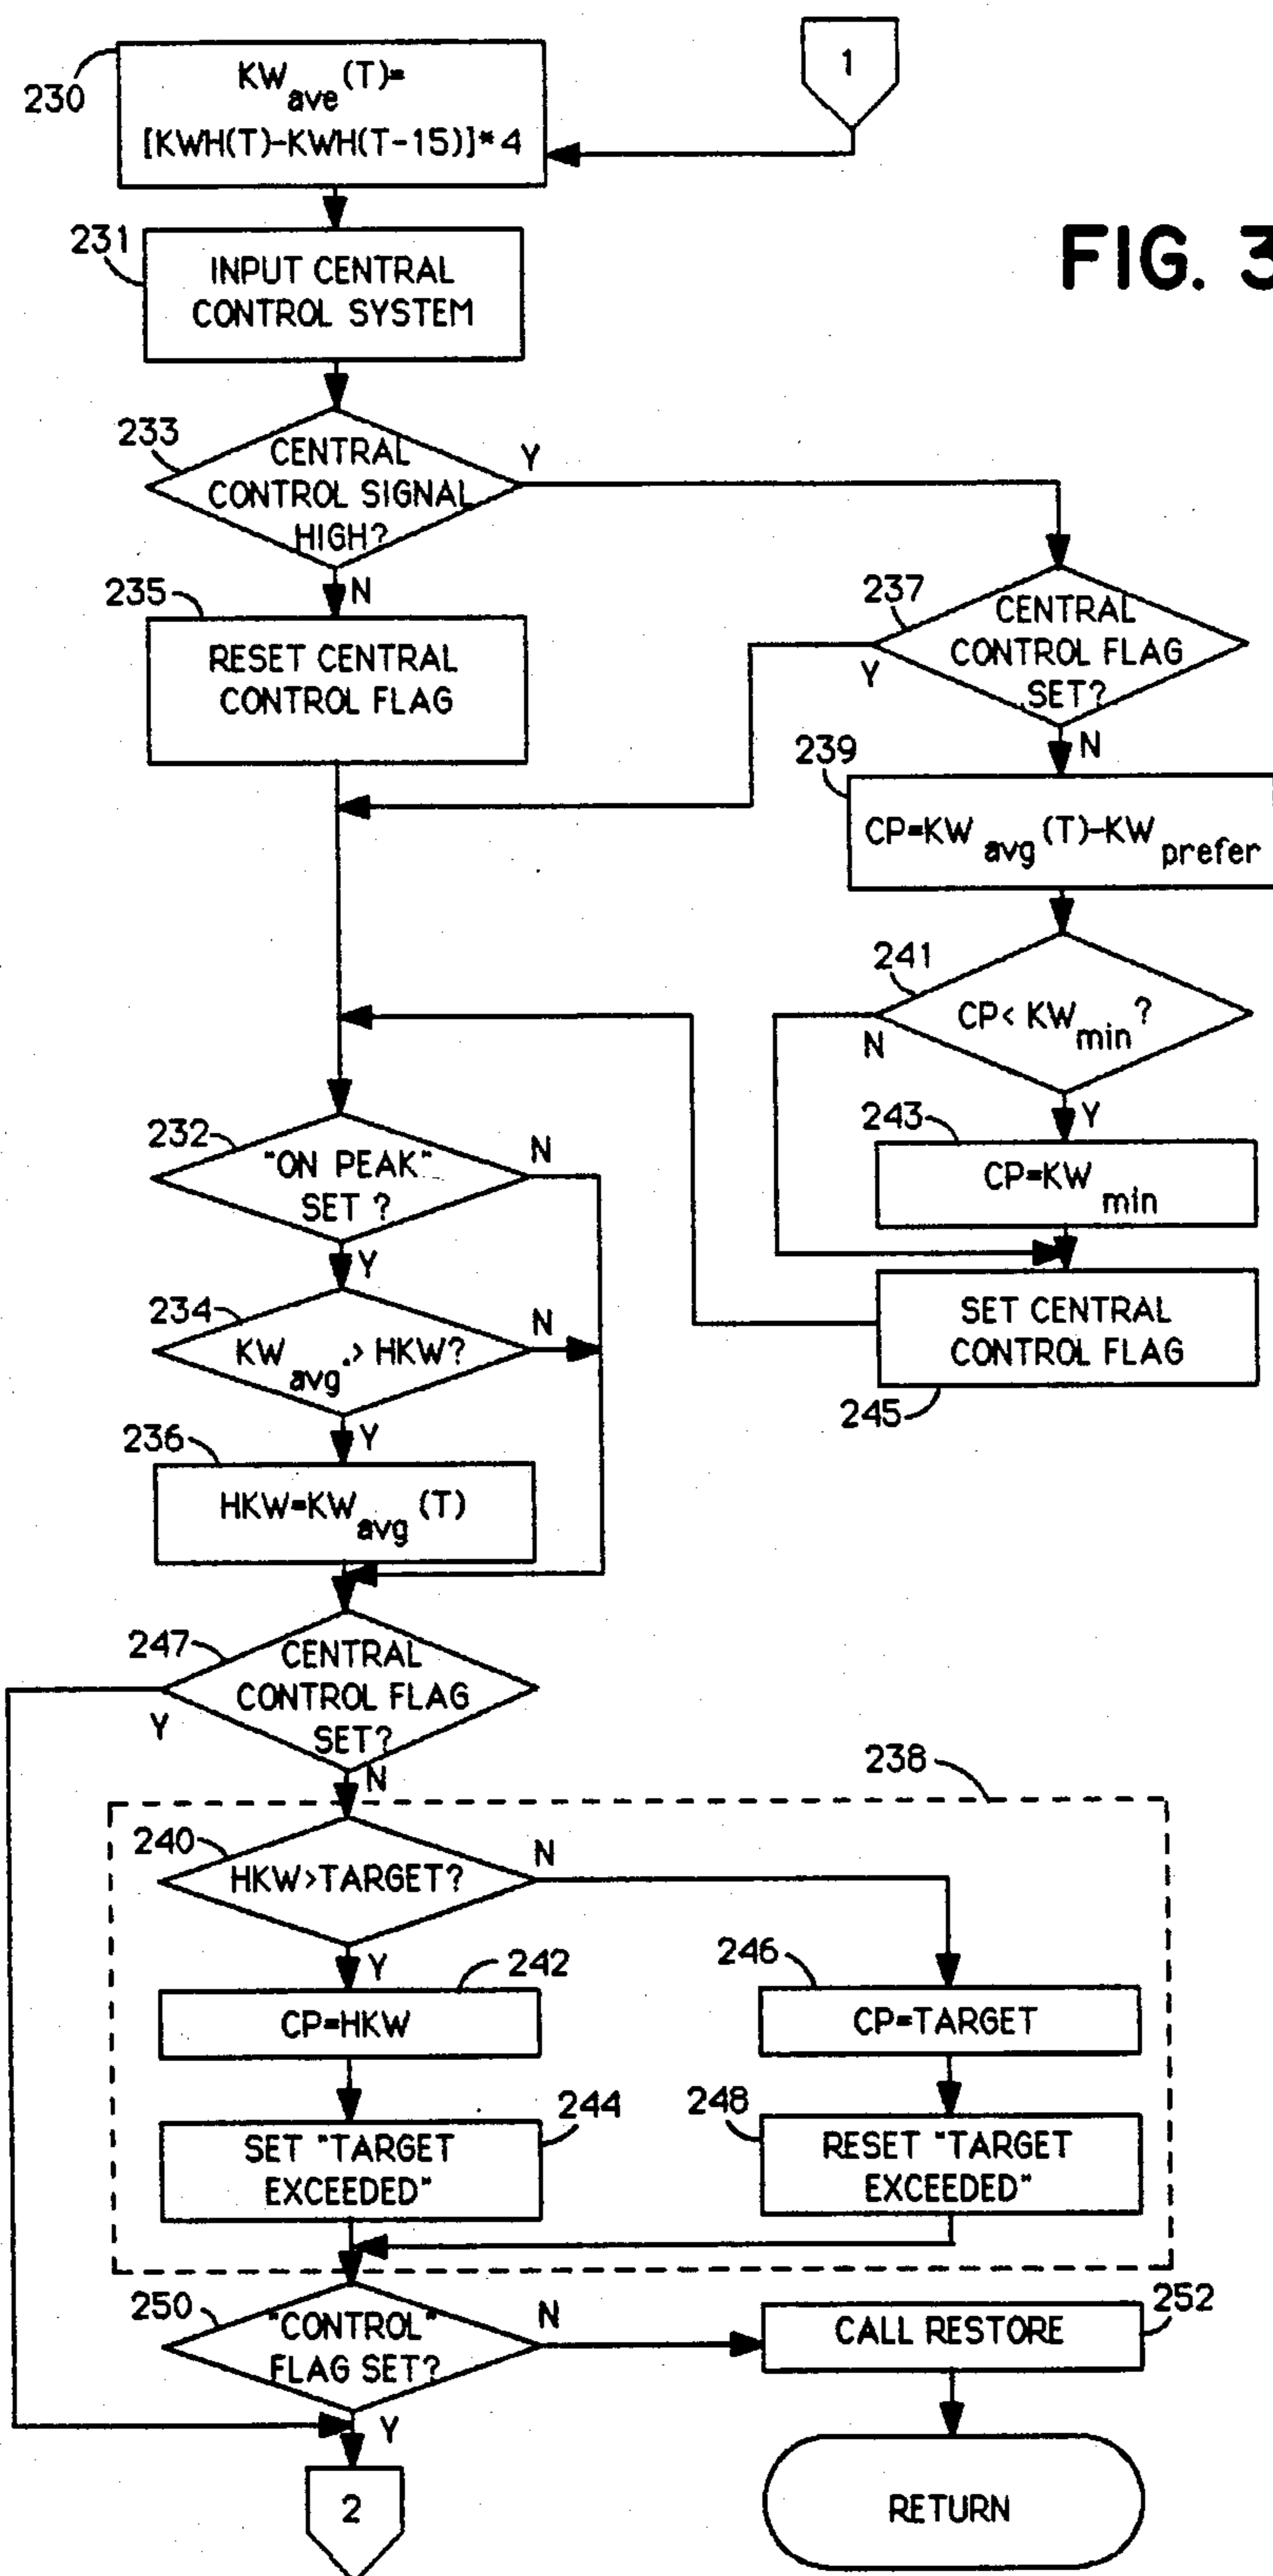 1
230
KW ave (T)=
[KWH(T)-KWH(T-15)]*4
FIG. 3
231
INPUT CENTRAL
CONTROL SYSTEM
233
CENTRAL
CONTROL SIGNAL
HIGH?
Y
N
235
RESET CENTRAL
CONTROL FLAG
237
CENTRAL
CONTROL FLAG
SET?
Y
N
239
CP=KW avg (T)-KW prefer
241
CP< KW min ?
N
Y
243
CP=KW min
SET CENTRAL
CONTROL FLAG
245
232
"ON PEAK"
SET ?
N
Y
234
KW avg. > HKW?
N
Y
236
HKW=KW avg (T)
247
CENTRAL
CONTROL FLAG
SET?
Y
N
238
240
HKW>TARGET?
N
Y
242
CP=HKW
246
CP=TARGET
244
SET "TARGET
EXCEEDED"
248
RESET "TARGET
EXCEEDED"
250
"CONTROL"
FLAG SET?
N
Y
252
CALL RESTORE
2
RETURN